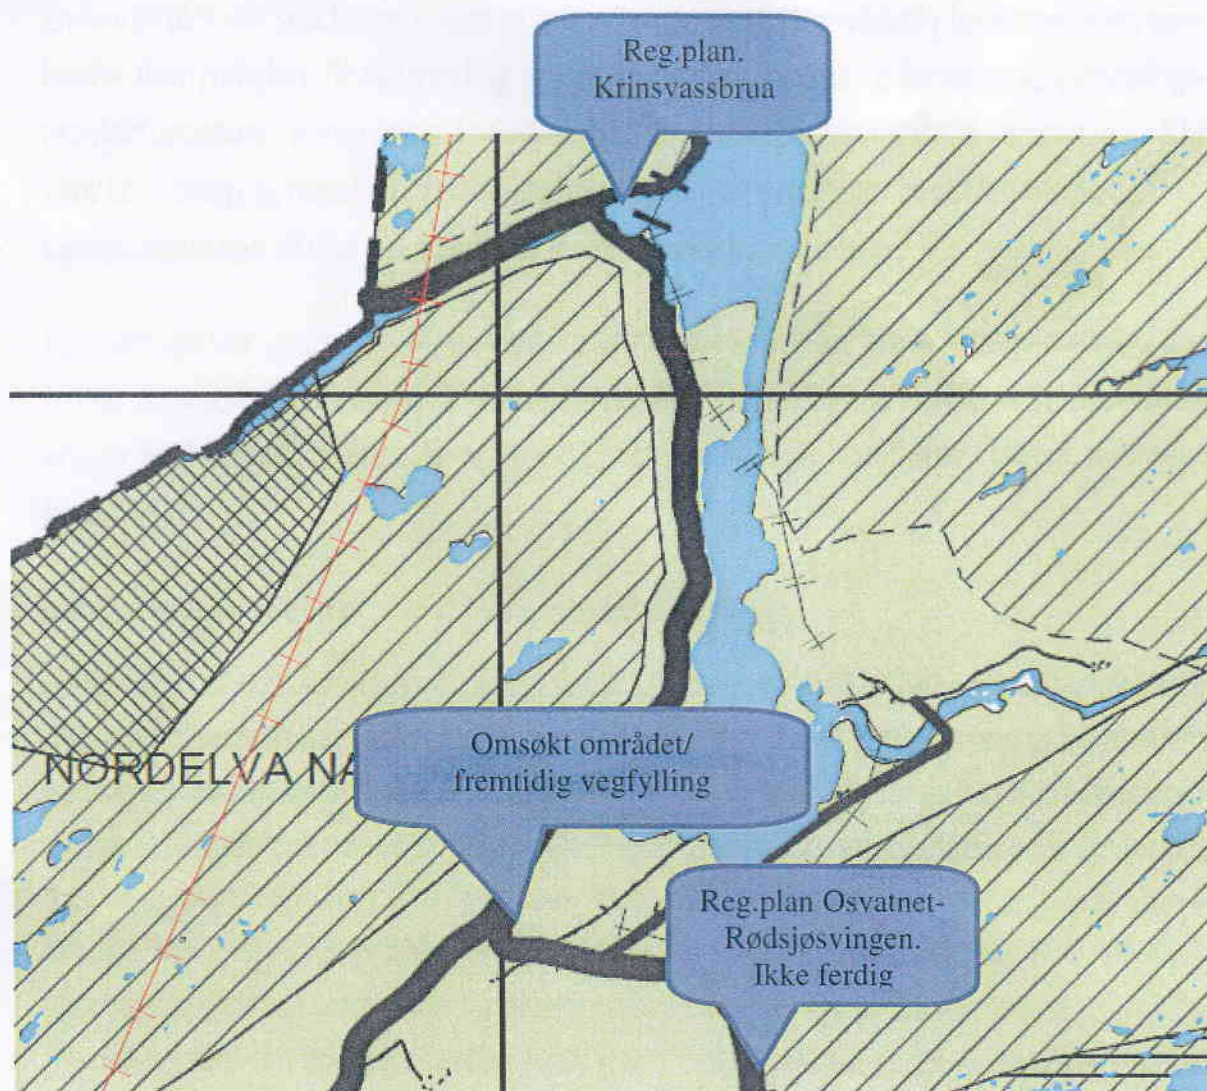 Reg.plan.
Krinsvassbrua
NORDELVA NA
Omsøkt området/
fremtidig vegfylling
Reg.plan Osvatnet-
Rødsjøsvingen.
Ikke ferdig